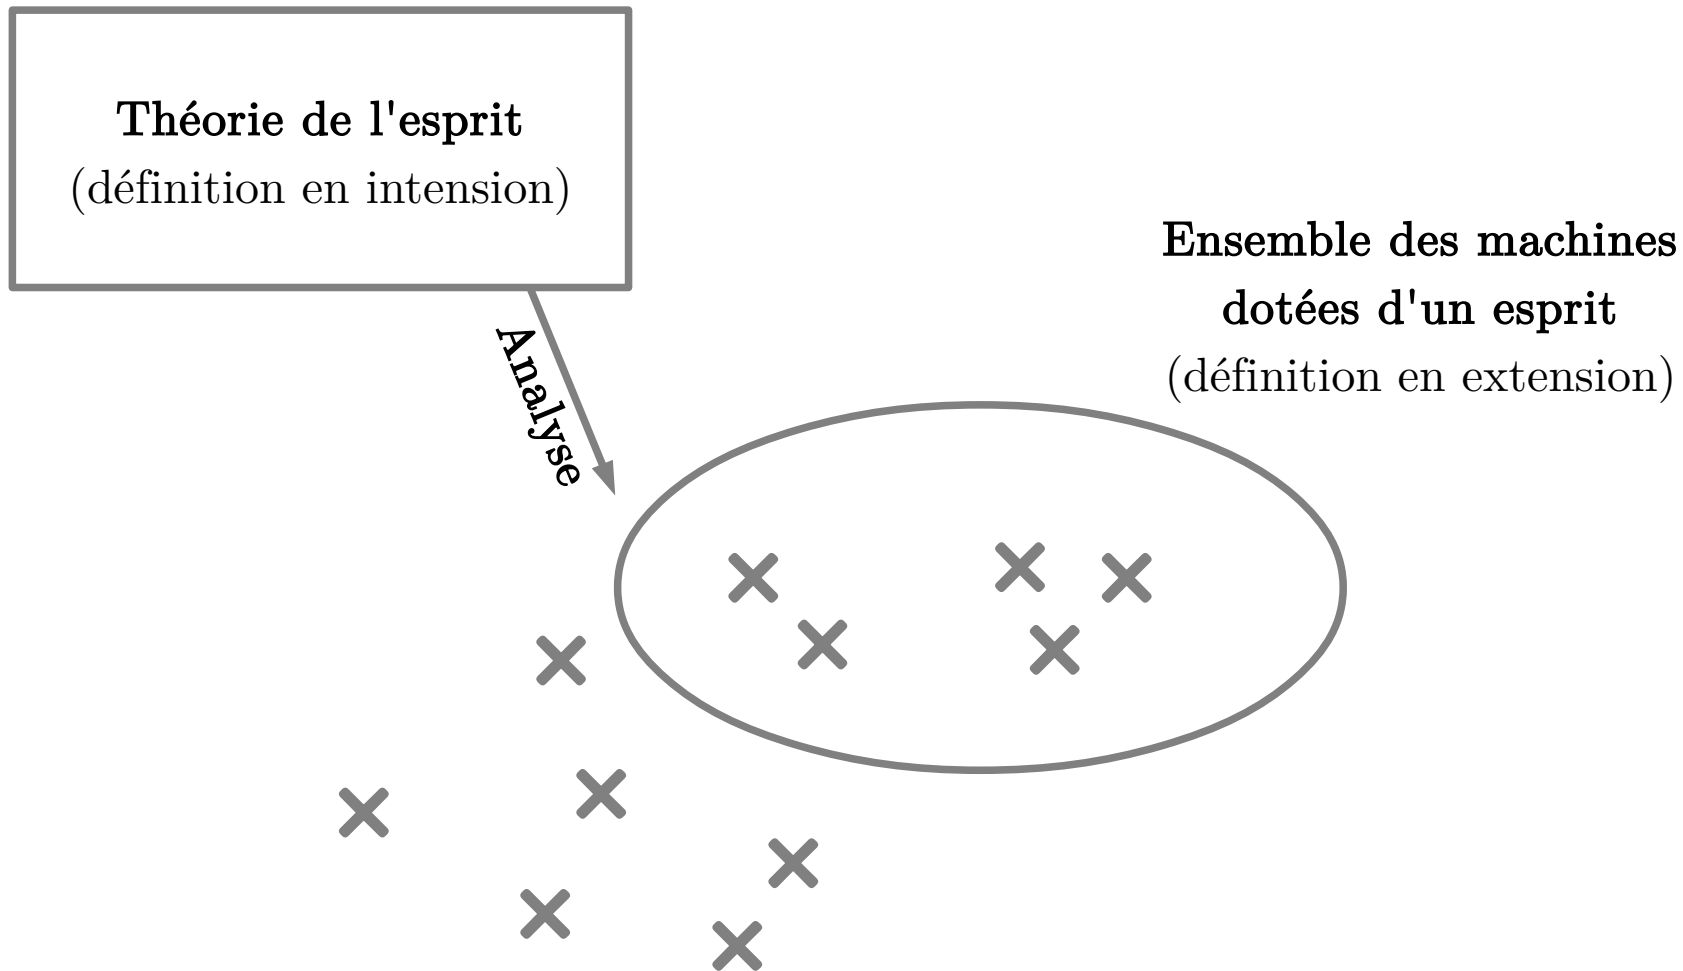 Théorie de l'esprit
(définition en intension)
Ensemble des machines
dotées d'un esprit
(définition en extension)
Analyse